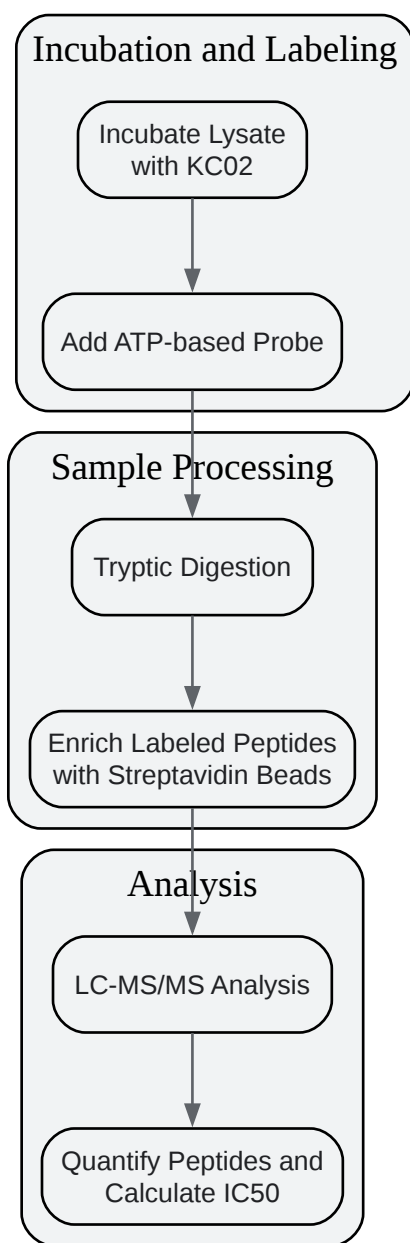 Incubation and Labeling
Incubate Lysate
with KC02
Add ATP-based Probe
Sample Processing
Tryptic Digestion
Enrich Labeled Peptides
with Streptavidin Beads
Analysis
LC-MS/MS Analysis
Quantify Peptides and
Calculate IC50